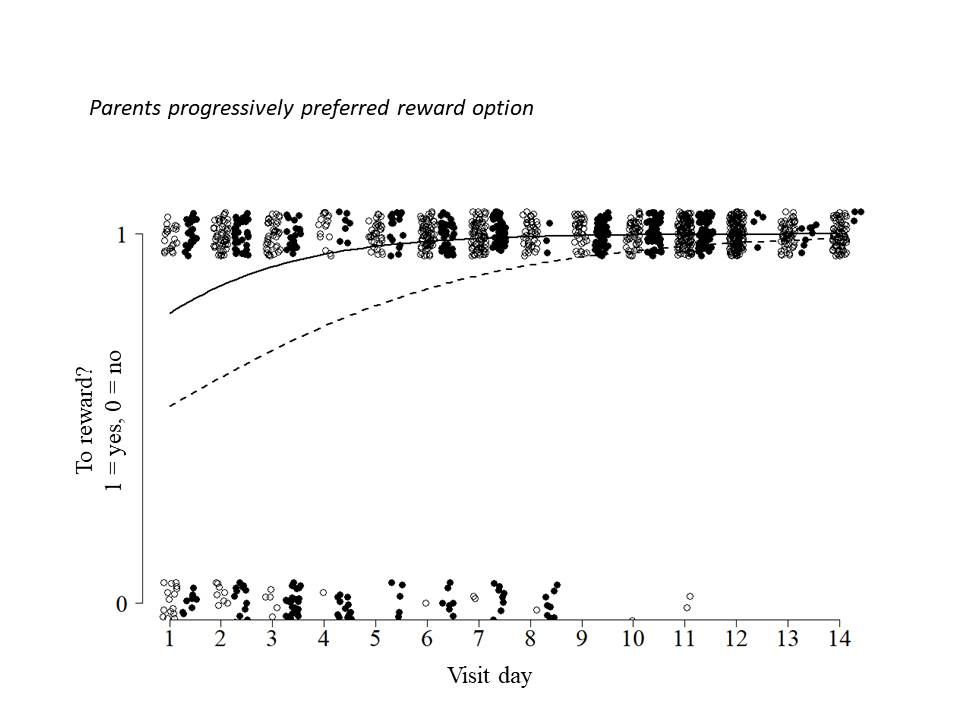 Parents progressively preferred reward option
To reward?
1 = yes, 0 = no
1
0
1 2 3 4 5 6 7 8 9 10 11 12 13 14
Visit day